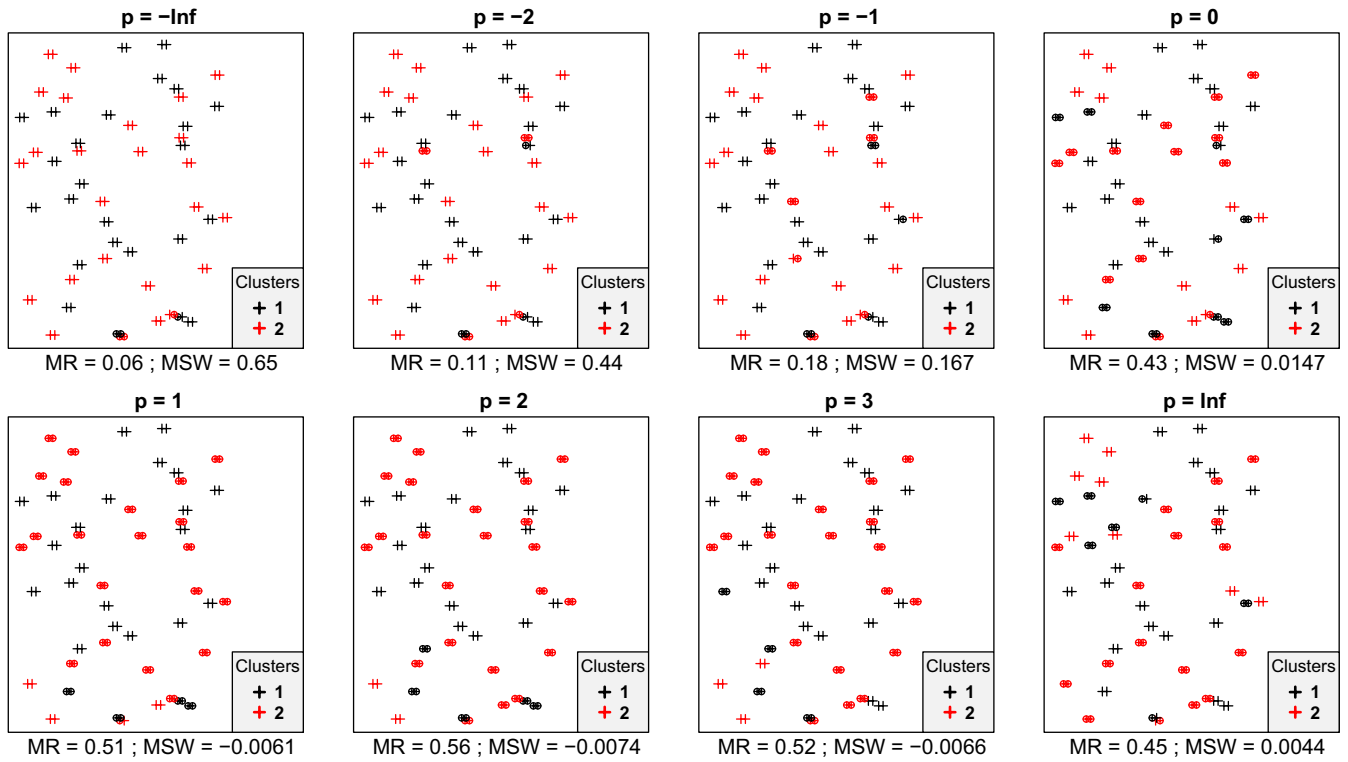 p = −Inf
p = −2
p = −1
p = 0
Clusters
1
2
Clusters
1
2
Clusters
1
2
Clusters
1
2
MR = 0.06 ; MSW = 0.65
MR = 0.11 ; MSW = 0.44
MR = 0.18 ; MSW = 0.167
MR = 0.43 ; MSW = 0.0147
p = 1
p = 2
p = 3
p = Inf
Clusters
1
2
Clusters
1
2
Clusters
1
2
Clusters
1
2
MR = 0.51 ; MSW = −0.0061
MR = 0.56 ; MSW = −0.0074
MR = 0.52 ; MSW = −0.0066
MR = 0.45 ; MSW = 0.0044